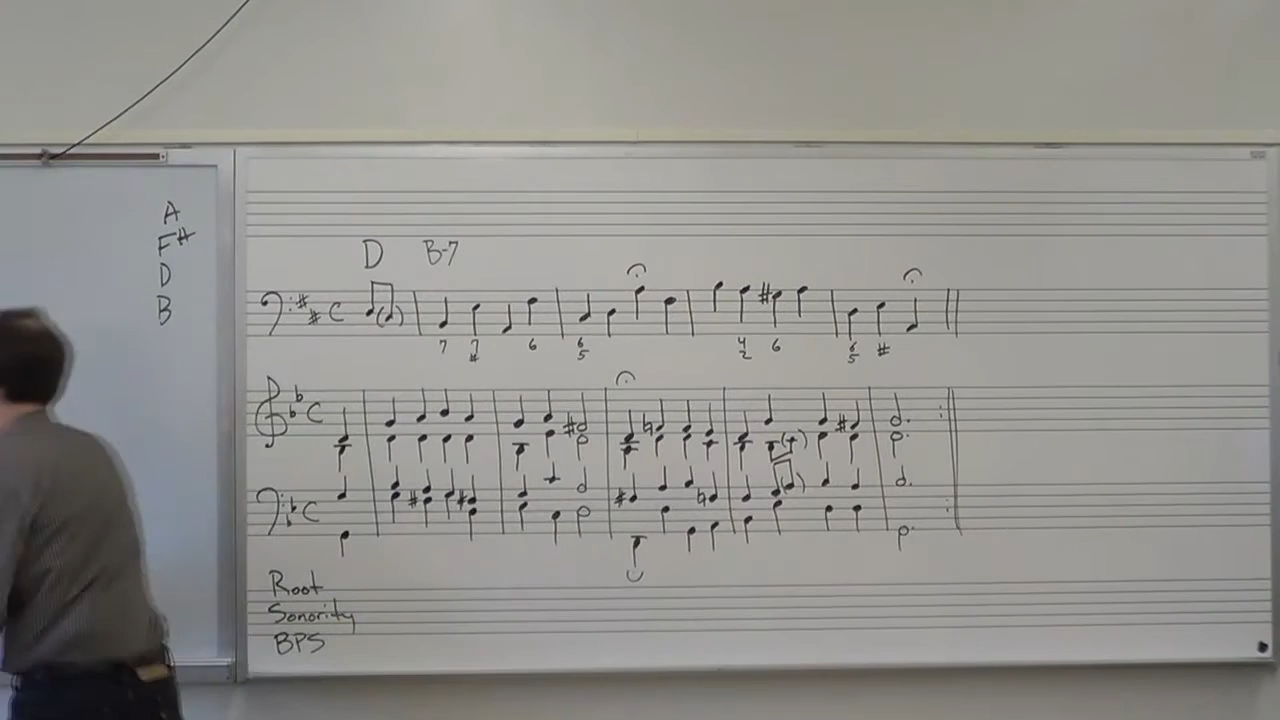 A
F#
D
B
D B-7
7 7 6 6 4 6 6 #
# 5 2 5
Root
Sonority
BPS